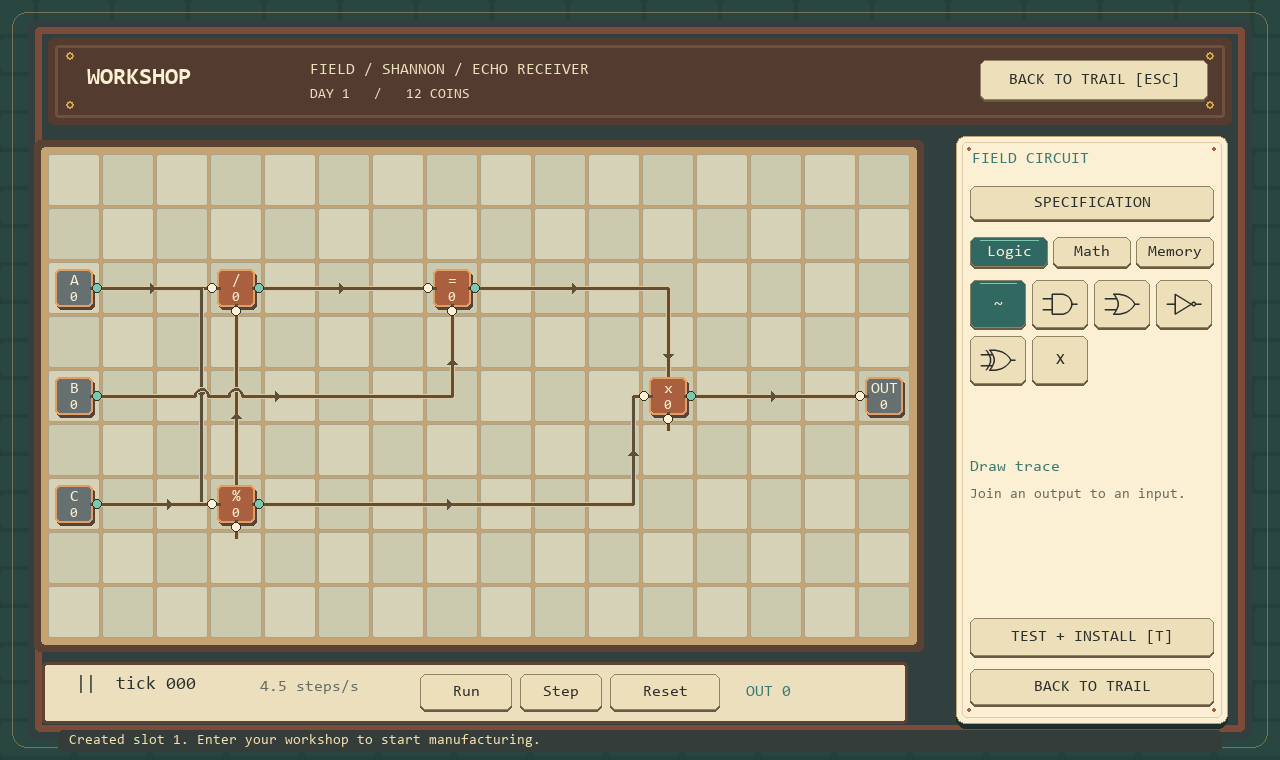 WORKSHOP
FIELD / SHANNON / ECHO RECEIVER
DAY 1 / 12 COINS
BACK TO TRAIL [ESC]
FIELD CIRCUIT
SPECIFICATION
Logic Math Memory
~
X
Draw trace
Join an output to an input.
TEST + INSTALL [T]
BACK TO TRAIL
A
0
/
0
=
0
B
0
x
0
OUT
0
C
0
%
0
|| tick 000
4.5 steps/s
Run
Step
Reset
OUT 0
Created slot 1. Enter your workshop to start manufacturing.